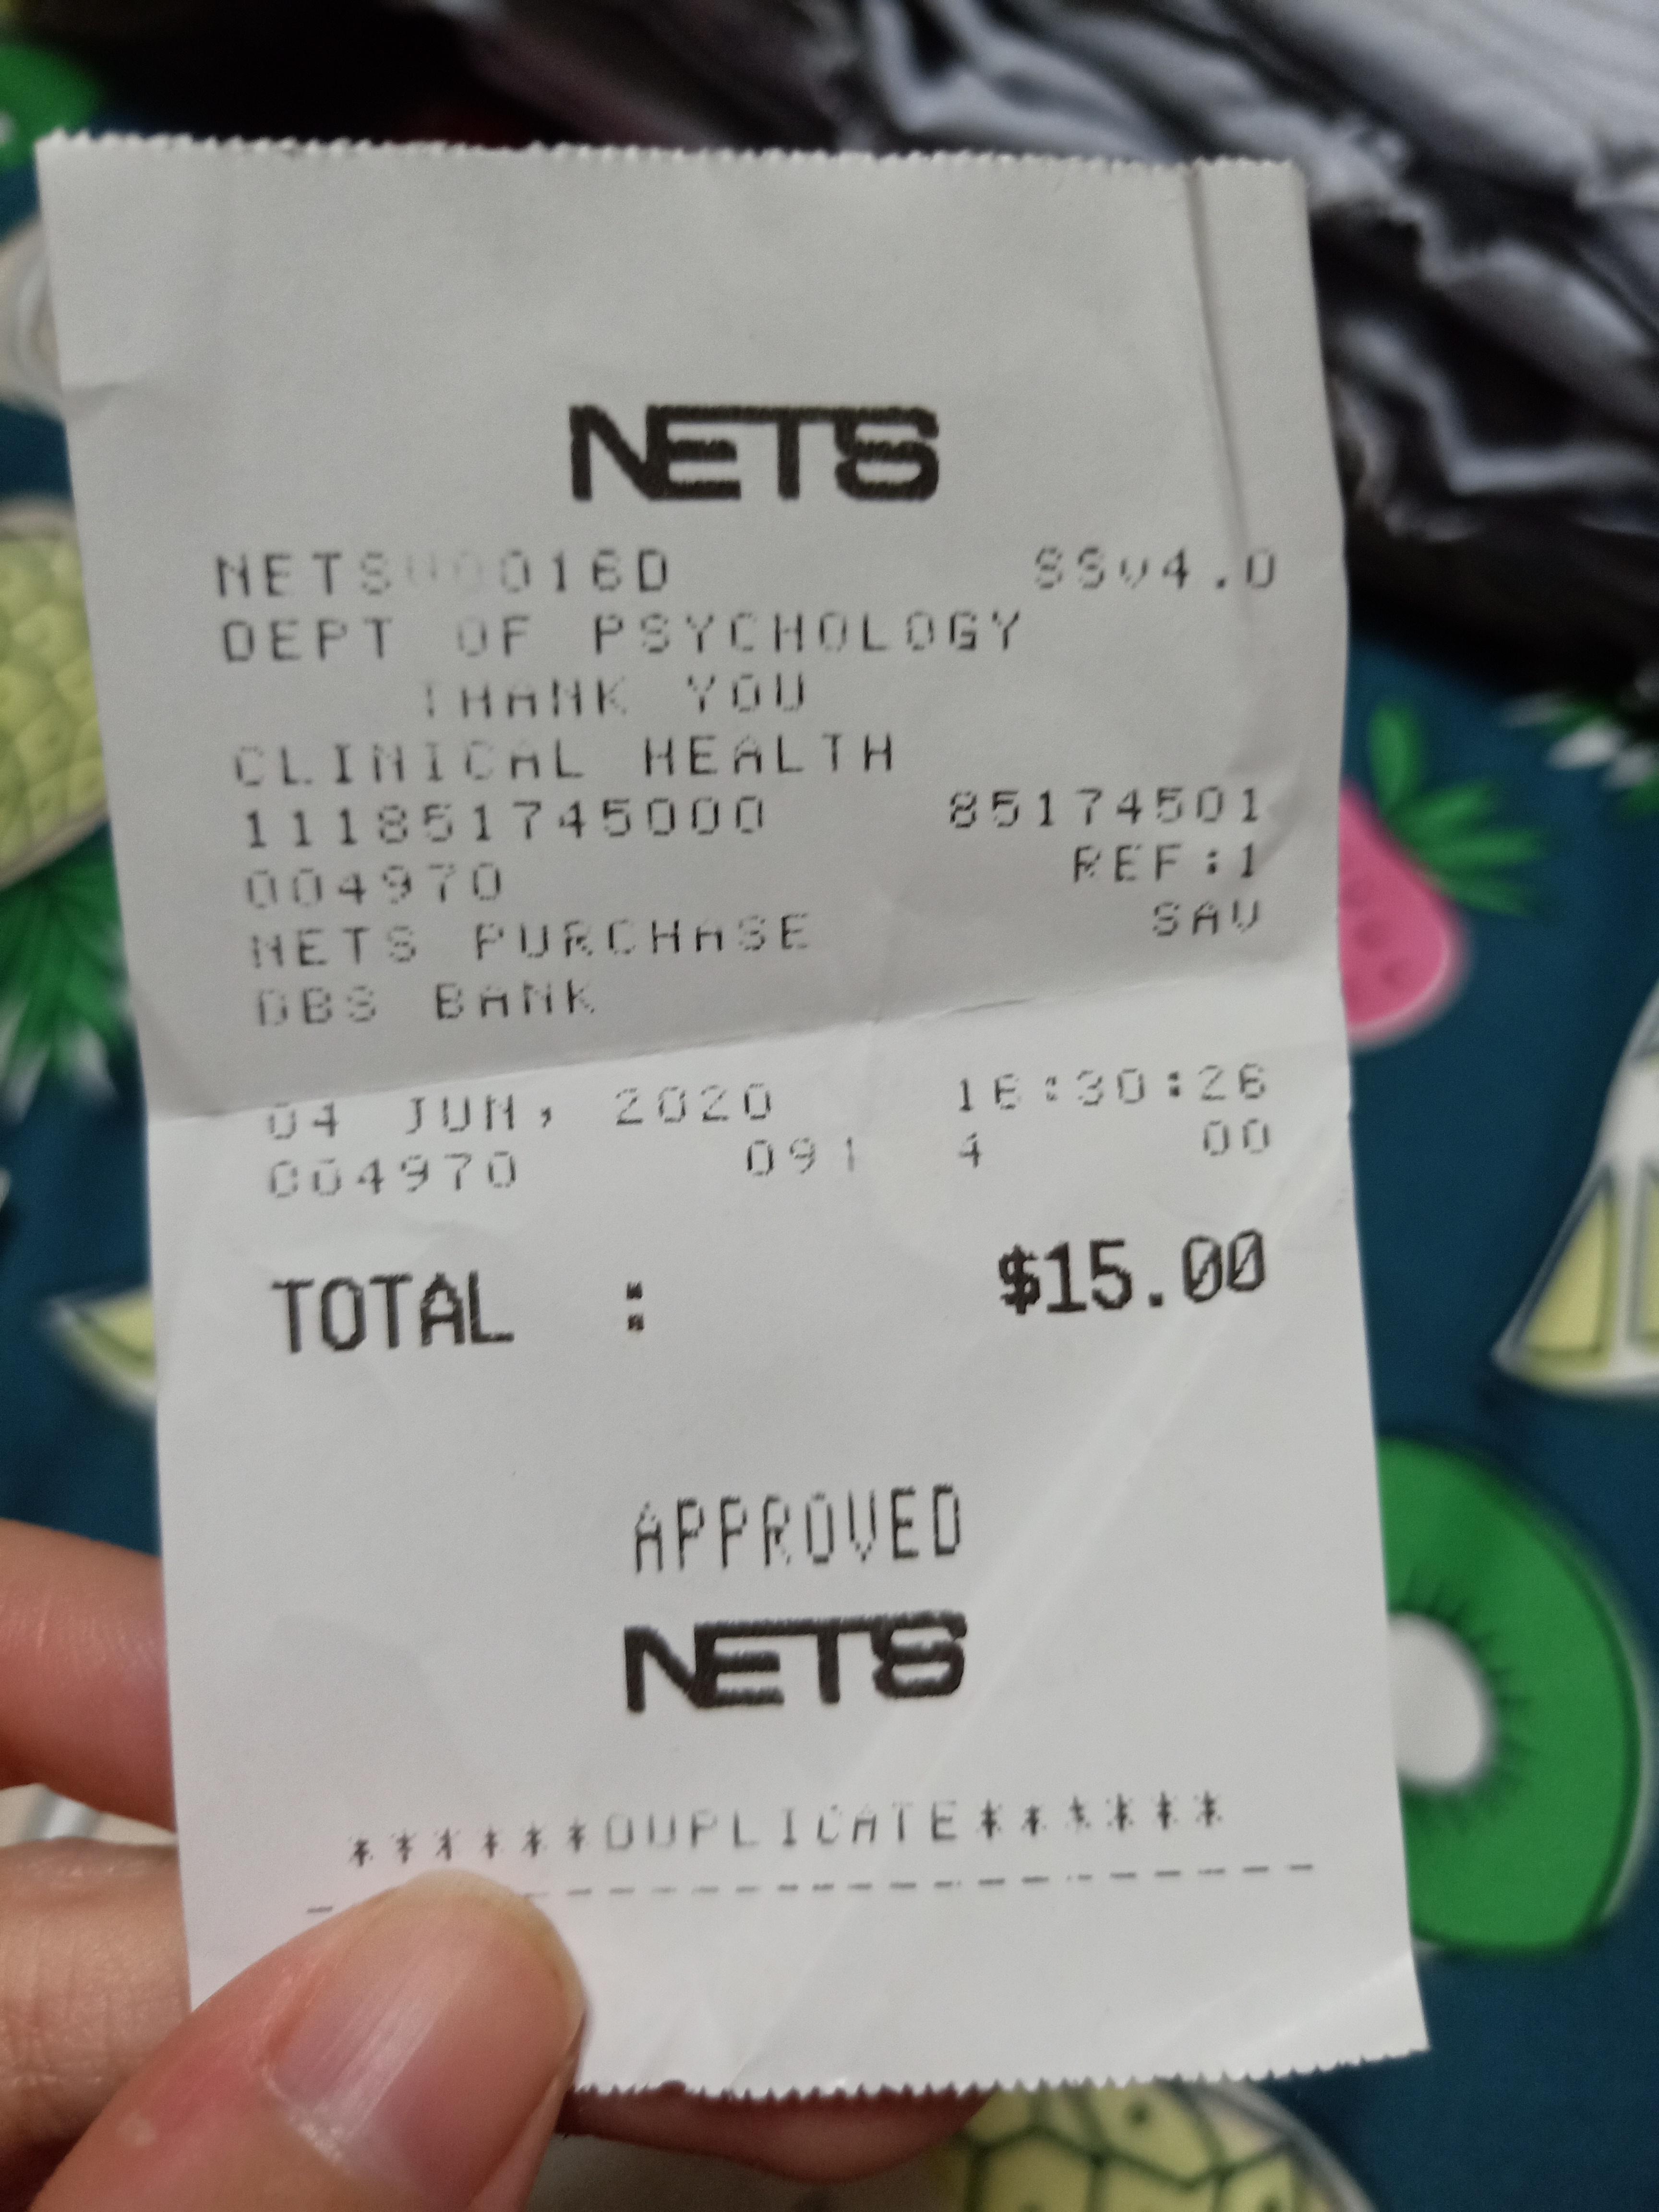 NETS
SSv4.0
DEPT OF PSYCHOLOGY
THANK YOU
CLINICAL HEALTH
111851745000 85174501
004970 REF:1
NETS PURCHASE SAV
DBS BANK
04 JUN, 2020 16:30:26
004970 091 4 00
TOTAL : $15.00
APPROVED
NETS
******DUPLICATE******